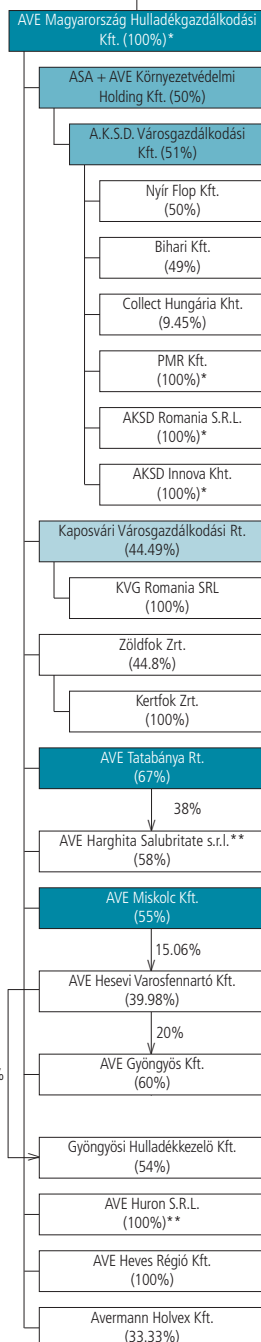 AVE Magyarország Hulladékgazdálkodási
Kft. (100%)*
ASA + AVE Környezetvédelmi
Holding Kft. (50%)
A.K.S.D. Városgazdálkodási
Kft. (51%)
Nyír Flop Kft.
(50%)
Bihari Kft.
(49%)
Collect Hungária Kht.
(9.45%)
PMR Kft.
(100%)*
AKSD Romania S.R.L.
(100%)*
AKSD Innova Kht.
(100%)*
Kaposvári Városgazdálkodási Rt.
(44.49%)
KVG Romania SRL
(100%)
Zöldfok Zrt.
(44.8%)
Kertfok Zrt.
(100%)
AVE Tatabánya Rt.
(67%)
38%
AVE Harghita Salubritate s.r.l.**
(58%)
AVE Miskolc Kft.
(55%)
15.06%
AVE Hesevi Varosfennartó Kft.
(39.98%)
20%
AVE Gyöngyös Kft.
(60%)
Gyöngyösi Hulladékkezelö Kft.
(54%)
AVE Huron S.R.L.
(100%)**
AVE Heves Régió Kft.
(100%)
Avermann Holvex Kft.
(33.33%)